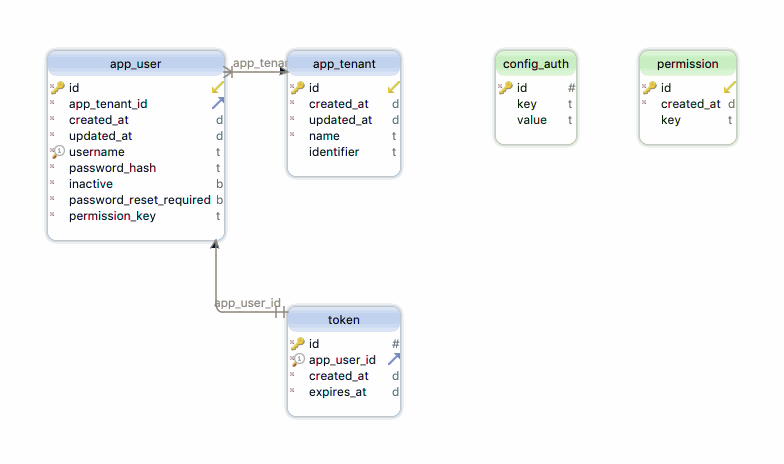 app_user
id
app_tenant_id
created_at d
updated_at d
username t
password_hash t
inactive b
password_reset_required b
permission_key t
app_tenan
app_tenant
id
created_at d
updated_at d
name t
identifier t
config_auth
id #
key t
value t
permission
id
created_at d
key t
app_user_id
token
id #
app_user_id
created_at d
expires_at d